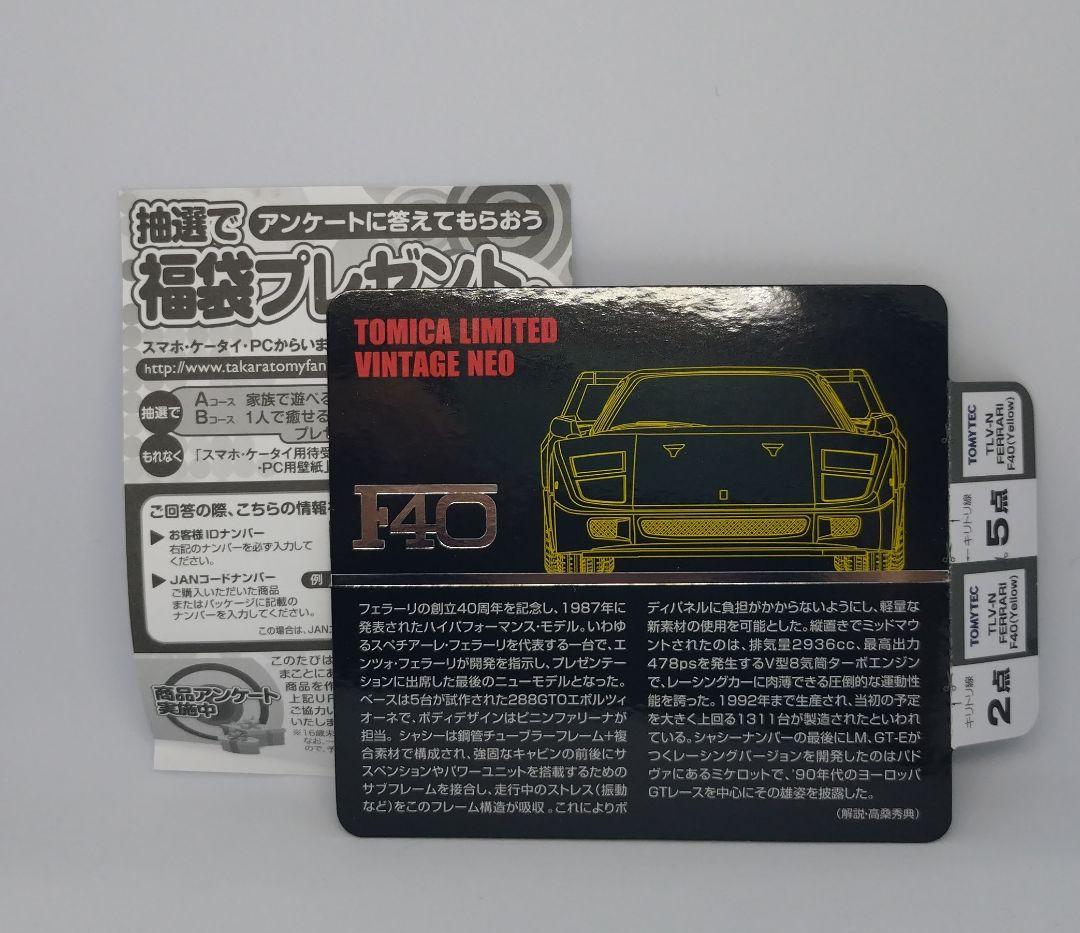 抽選で アンケートに答えてもらおう
福袋プレゼント
スマホ・ケータイ・PCからいま
http://www.takaratomyfan
抽選で
Aコース 家族で遊べる
Bコース 1人で癒せる
プレゼ
もれなく
「スマホ・ケータイ用待受
・PC用壁紙」
ご回答の際、こちらの情報を
▶ お客様IDナンバー
右記のナンバーを必ず入力して
ください。
▶ JANコードナンバー
例
ご購入いただいた商品
またはパッケージに記載の
ナンバーを入力してください。
この場合は、JAN
商品アンケート
実施中
このたびは
まことにあ
商品を作
上記UR
ご協力い
いたしま
※16歳未
なお、
ので、予
TOMICA LIMITED
VINTAGE NEO
F40
フェラーリの創立40周年を記念し、1987年に
発表されたハイパフォーマンス・モデル。いわゆ
るスペチアーレ・フェラーリを代表する一台で、エ
ンツォ・フェラーリが開発を指示し、プレゼンテー
ションに出席した最後のニューモデルとなった。
ベースは5台が試作された288GTOエボルツィ
オーネで、ボディデザインはピニンファリーナが
担当。シャシーは鋼管チューブラーフレーム+複
合素材で構成され、強固なキャビンの前後にサ
スペンションやパワーユニットを搭載するための
サブフレームを接合し、走行中のストレス(振動
など)をこのフレーム構造が吸収。これによりボ
ディパネルに負担がかからないようにし、軽量な
新素材の使用を可能とした。縦置きでミッドマウ
ントされたのは、排気量2936cc、最高出力
478psを発生するV型8気筒ターボエンジン
で、レーシングカーに肉薄できる圧倒的な運動性
能を誇った。1992年まで生産され、当初の予定
を大きく上回る1311台が製造されたといわれ
ている。シャシーナンバーの最後にLM、GT-Eが
つくレーシングバージョンを開発したのはパド
ヴァにあるミケロットで、'90年代のヨーロッパ
GTレースを中心にその雄姿を披露した。
(解説・高桑秀典)
TOMYTEC
TLV-N
FERRARI
F40(Yellow)
キリトリ線
5点
TOMYTEC
TLV-N
FERRARI
F40(Yellow)
キリトリ線
2点